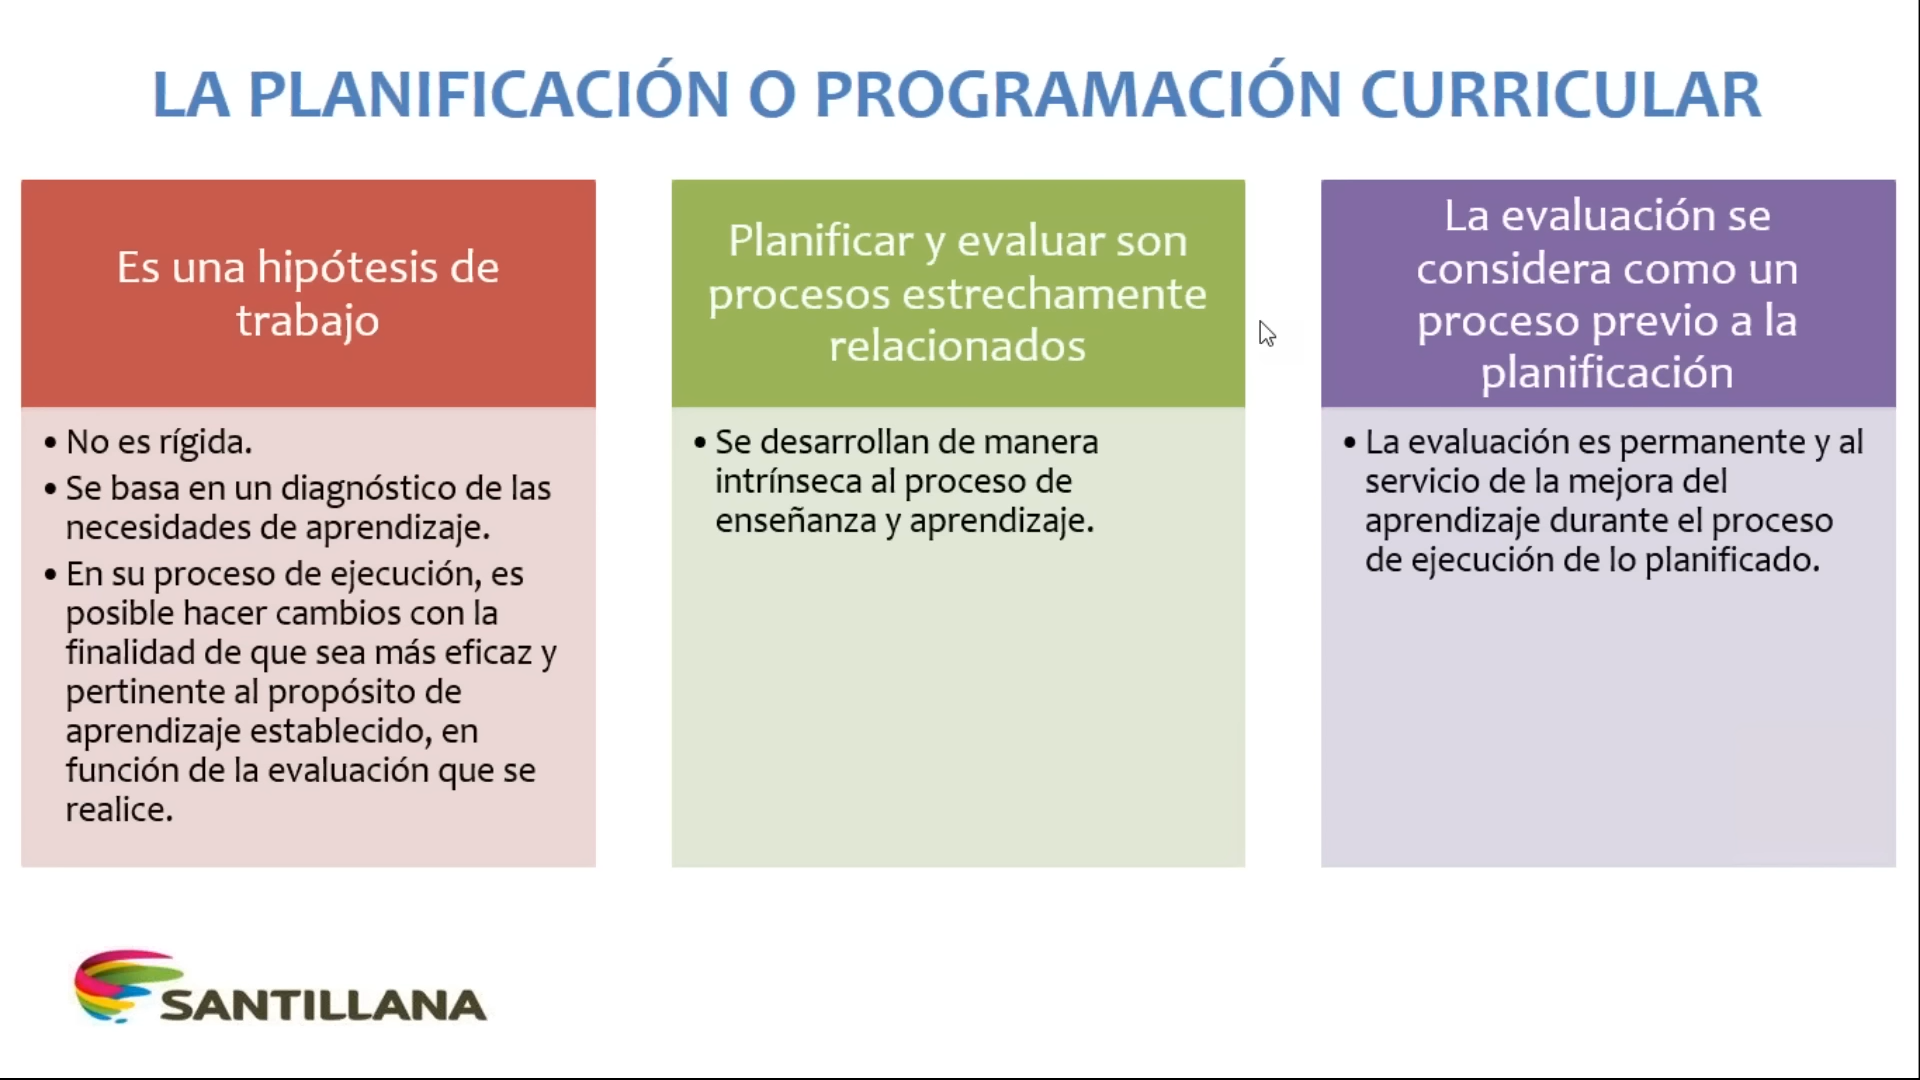 LA PLANIFICACIÓN O PROGRAMACIÓN CURRICULAR
Es una hipótesis de
trabajo
• No es rígida.
• Se basa en un diagnóstico de las
necesidades de aprendizaje.
• En su proceso de ejecución, es
posible hacer cambios con la
finalidad de que sea más eficaz y
pertinente al propósito de
aprendizaje establecido, en
función de la evaluación que se
realice.
Planificar y evaluar son
procesos estrechamente
relacionados
• Se desarrollan de manera
intrínseca al proceso de
enseñanza y aprendizaje.
La evaluación se
considera como un
proceso previo a la
planificación
• La evaluación es permanente y al
servicio de la mejora del
aprendizaje durante el proceso
de ejecución de lo planificado.
SANTILLANA